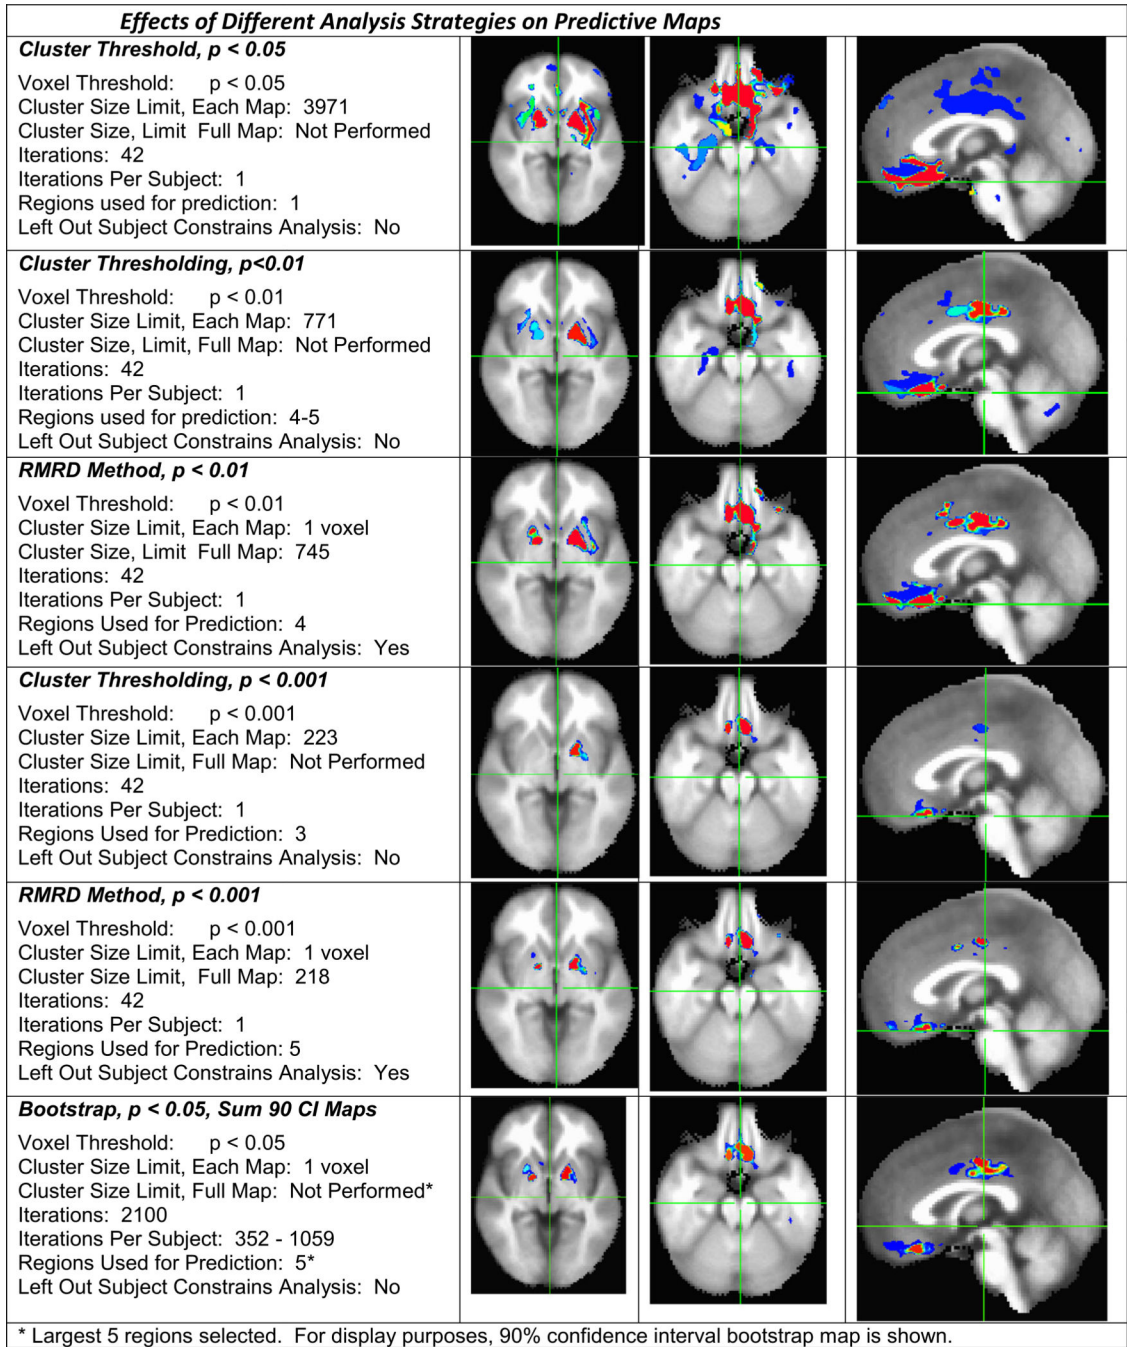 Effects of Different Analysis Strategies on Predictive Maps
Cluster Threshold, p < 0.05
Voxel Threshold: p < 0.05
Cluster Size Limit, Each Map: 3971
Cluster Size, Limit Full Map: Not Performed
Iterations: 42
Iterations Per Subject: 1
Regions used for prediction: 1
Left Out Subject Constrains Analysis: No
Cluster Thresholding, p<0.01
Voxel Threshold: p < 0.01
Cluster Size Limit, Each Map: 771
Cluster Size, Limit, Full Map: Not Performed
Iterations: 42
Iterations Per Subject: 1
Regions used for prediction: 4-5
Left Out Subject Constrains Analysis: No
RMRD Method, p < 0.01
Voxel Threshold: p < 0.01
Cluster Size Limit, Each Map: 1 voxel
Cluster Size, Limit Full Map: 745
Iterations: 42
Iterations Per Subject: 1
Regions Used for Prediction: 4
Left Out Subject Constrains Analysis: Yes
Cluster Thresholding, p < 0.001
Voxel Threshold: p < 0.001
Cluster Size Limit, Each Map: 223
Cluster Size Limit, Full Map: Not Performed
Iterations: 42
Iterations Per Subject: 1
Regions Used for Prediction: 3
Left Out Subject Constrains Analysis: No
RMRD Method, p < 0.001
Voxel Threshold: p < 0.001
Cluster Size Limit, Each Map: 1 voxel
Cluster Size Limit, Full Map: 218
Iterations: 42
Iterations Per Subject: 1
Regions Used for Prediction: 5
Left Out Subject Constrains Analysis: Yes
Bootstrap, p < 0.05, Sum 90 CI Maps
Voxel Threshold: p < 0.05
Cluster Size Limit, Each Map: 1 voxel
Cluster Size Limit, Full Map: Not Performed*
Iterations: 2100
Iterations Per Subject: 352 - 1059
Regions Used for Prediction: 5*
Left Out Subject Constrains Analysis: No
* Largest 5 regions selected. For display purposes, 90% confidence interval bootstrap map is shown.